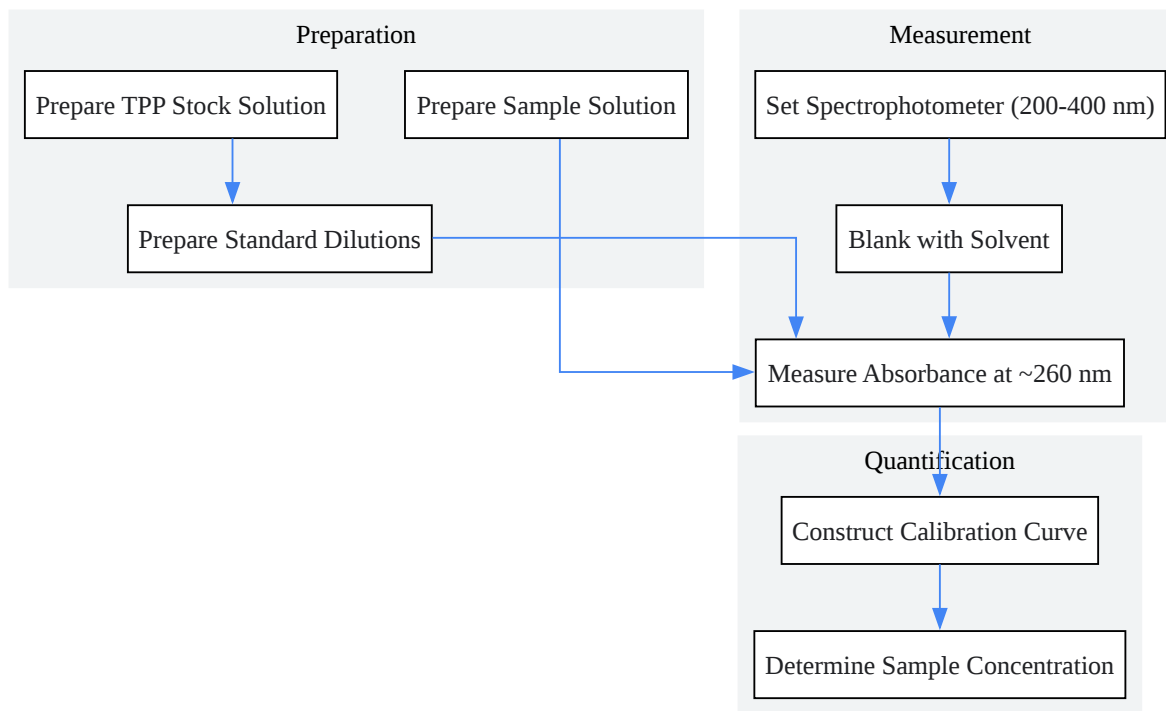 Preparation
Prepare TPP Stock Solution
Prepare Sample Solution
Prepare Standard Dilutions
Measurement
Set Spectrophotometer (200-400 nm)
Blank with Solvent
Measure Absorbance at ~260 nm
Quantification
Construct Calibration Curve
Determine Sample Concentration